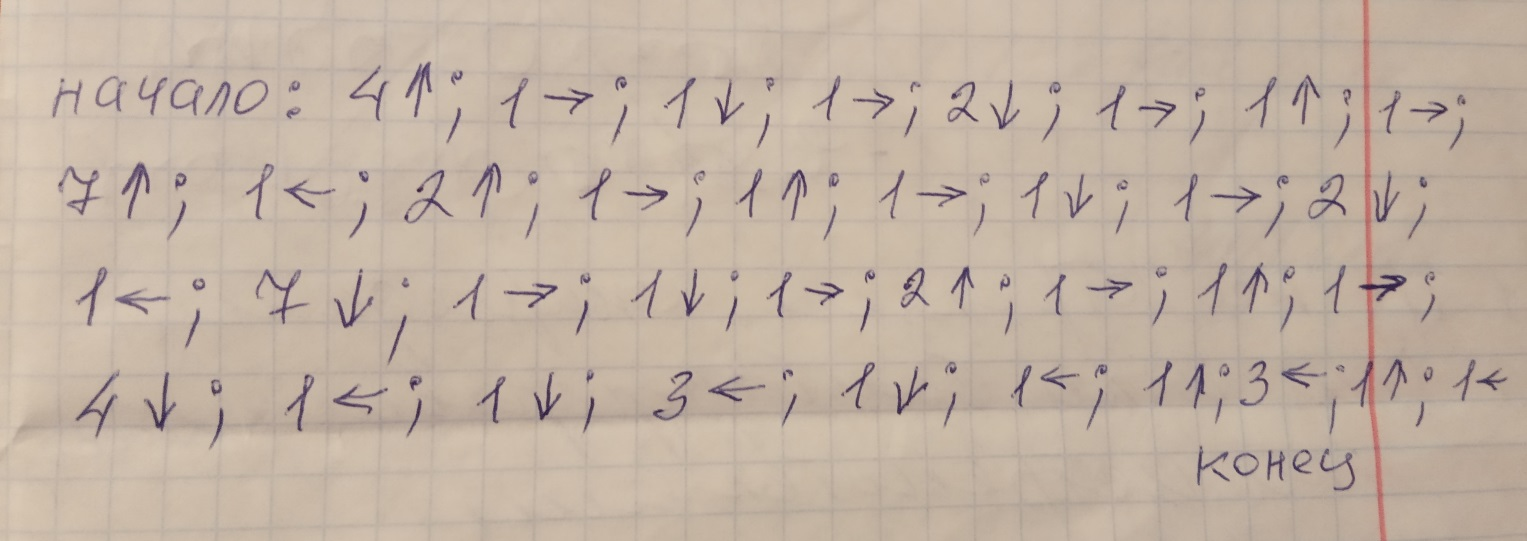 начало: 4↑; 1→; 1↓; 1→; 2↓; 1→; 1↑; 1→;
7↑; 1←; 2↑; 1→; 1↑; 1→; 1↓; 1→; 2↓;
1←; 7↓; 1→; 1↓; 1→; 2↑; 1→; 1↑; 1→;
4↓; 1←; 1↓; 3←; 1↓; 1←; 1↑; 3←; 1↑; 1←
конец